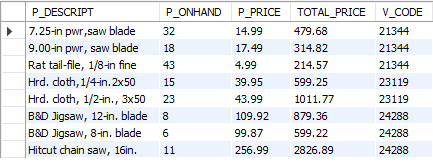 P_DESCRIPT P_ONHAND P_PRICE TOTAL_PRICE V_CODE
7.25-in pwr,saw blade 32 14.99 479.68 21344
9.00-in pwr,saw blade 18 17.49 314.82 21344
Rat tail-file, 1/8-in fine 43 4.99 214.57 21344
Hrd. cloth,1/4-in.2x50 15 39.95 599.25 23119
Hrd. cloth, 1/2-in., 3x50 23 43.99 1011.77 23119
B&D Jigsaw, 12-in. blade 8 109.92 879.36 24288
B&D Jigsaw, 8-in. blade 6 99.87 599.22 24288
Hitcut chain saw, 16in. 11 256.99 2826.89 24288